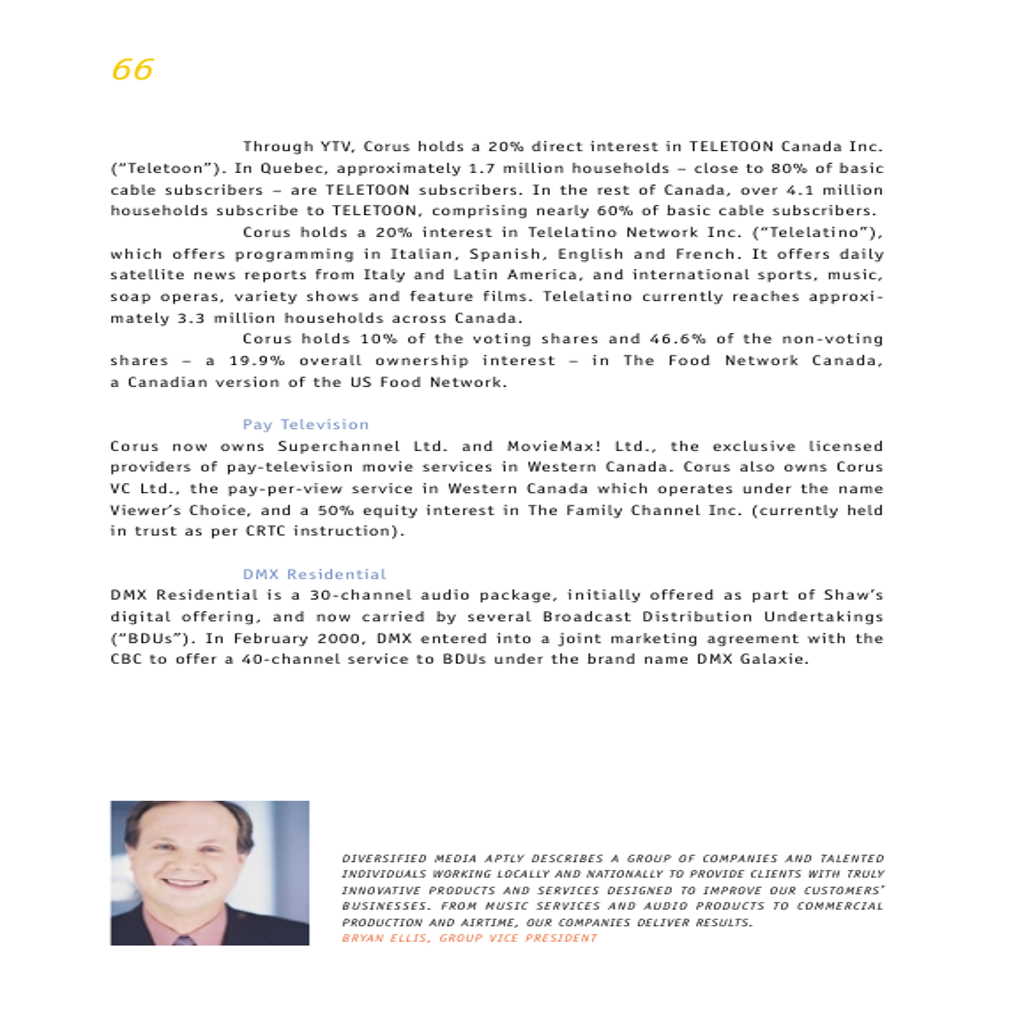 66
Through YTV, Corus holds a 20% direct interest in TELETOON Canada Inc.
(“Teletoon”). In Quebec, approximately 1.7 million households – close to 80% of basic
cable subscribers – are TELETOON subscribers. In the rest of Canada, over 4.1 million
households subscribe to TELETOON, comprising nearly 60% of basic cable subscribers.
Corus holds a 20% interest in Telelatino Network Inc. (“Telelatino”),
which offers programming in Italian, Spanish, English and French. It offers daily
satellite news reports from Italy and Latin America, and international sports, music,
soap operas, variety shows and feature films. Telelatino currently reaches approxi-
mately 3.3 million households across Canada.
Corus holds 10% of the voting shares and 46.6% of the non-voting
shares – a 19.9% overall ownership interest – in The Food Network Canada,
a Canadian version of the US Food Network.
Pay Television
Corus now owns Superchannel Ltd. and MovieMax! Ltd., the exclusive licensed
providers of pay-television movie services in Western Canada. Corus also owns Corus
VC Ltd., the pay-per-view service in Western Canada which operates under the name
Viewer’s Choice, and a 50% equity interest in The Family Channel Inc. (currently held
in trust as per CRTC instruction).
DMX Residential
DMX Residential is a 30-channel audio package, initially offered as part of Shaw’s
digital offering, and now carried by several Broadcast Distribution Undertakings
(“BDUs”). In February 2000, DMX entered into a joint marketing agreement with the
CBC to offer a 40-channel service to BDUs under the brand name DMX Galaxie.
DIVERSIFIED MEDIA APTLY DESCRIBES A GROUP OF COMPANIES AND TALENTED
INDIVIDUALS WORKING LOCALLY AND NATIONALLY TO PROVIDE CLIENTS WITH TRULY
INNOVATIVE PRODUCTS AND SERVICES DESIGNED TO IMPROVE OUR CUSTOMERS’
BUSINESSES. FROM MUSIC SERVICES AND AUDIO PRODUCTS TO COMMERCIAL
PRODUCTION AND AIRTIME, OUR COMPANIES DELIVER RESULTS.
BRYAN ELLIS, GROUP VICE PRESIDENT